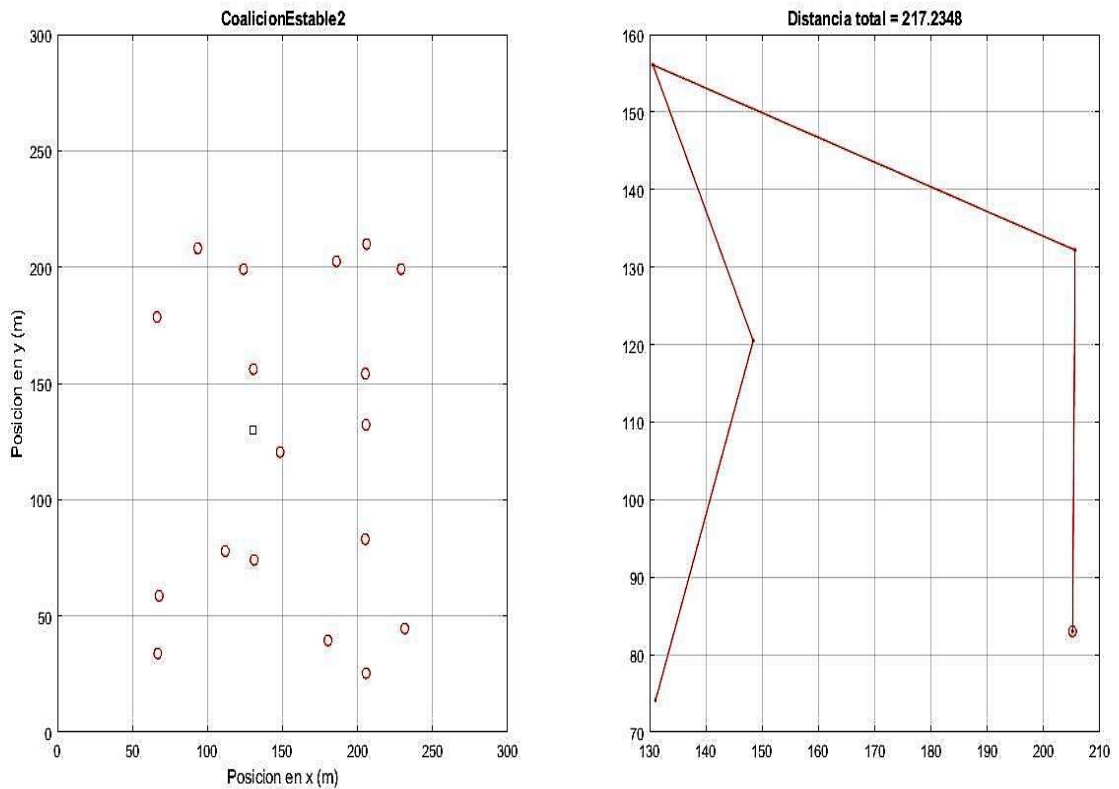 CoalicionEstable2
300
250
200
150
100
50
0
Posicion en y (m)
0 50 100 150 200 250 300
Posicion en x (m)
Distancia total = 217.2348
160
150
140
130
120
110
100
90
80
70
130 140 150 160 170 180 190 200 210